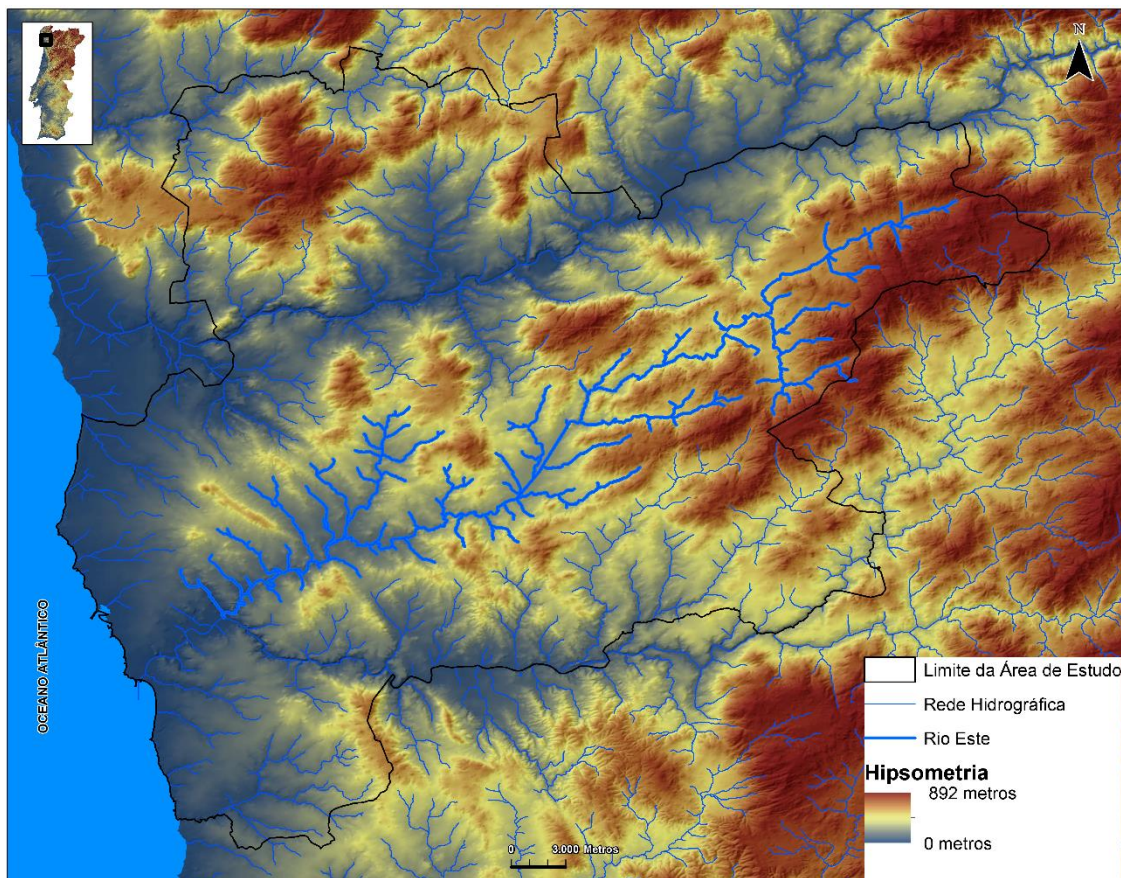 N
OCEANO ATLÂNTICO
Limite da Área de Estudo
Rede Hidrográfica
Rio Este
Hipsometria
892 metros
0 metros
0 3.000 Metros